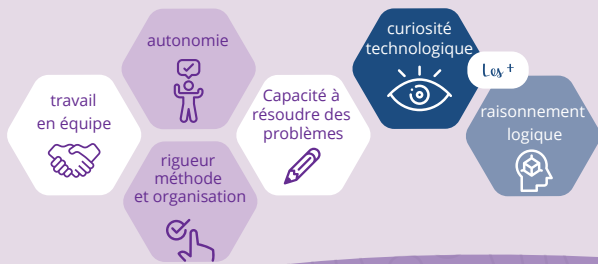 autonomie
travail
en équipe
rigueur
méthode
et organisation
Capacité à
résoudre des
problèmes
curiosité
technologique
Les +
raisonnement
logique